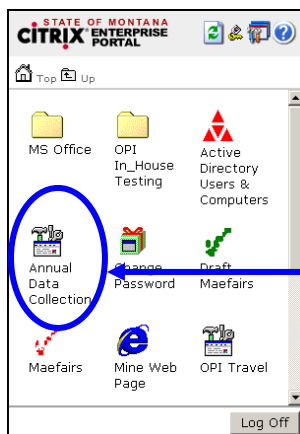 STATE OF MONTANA
CITRIX ENTERPRISE
PORTAL
Top Up
MS Office
OPI
In_House
Testing
Active
Directory
Users &
Computers
Annual
Data
Collection
Change
Password
Draft
Maefairs
Maefairs
Mine Web
Page
OPI Travel
Log Off